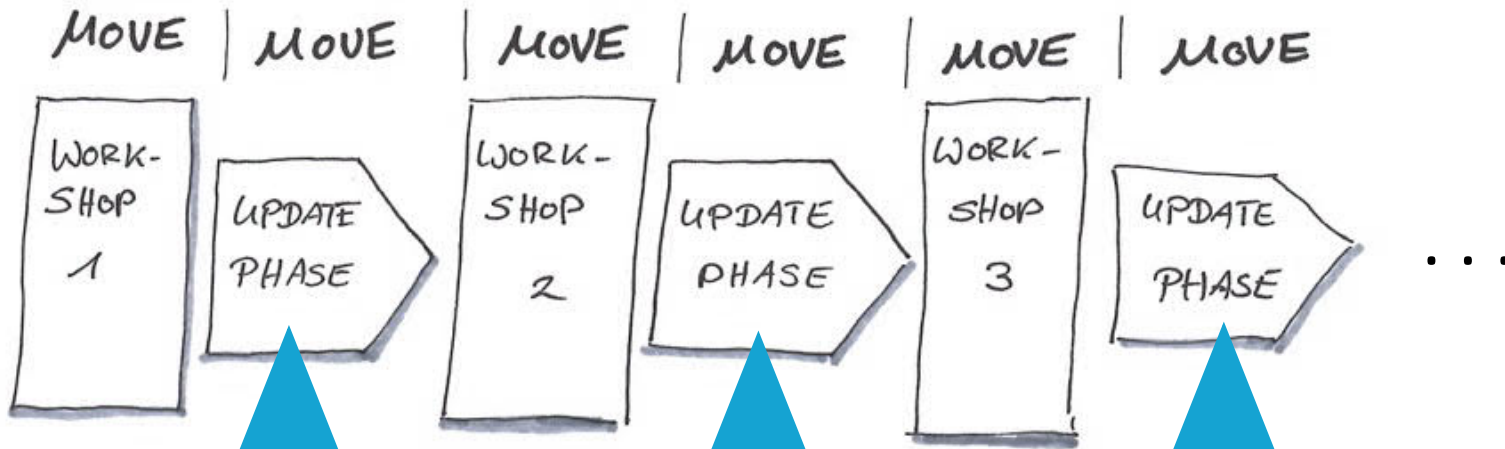 MOVE | MOVE | MOVE | MOVE | MOVE | MOVE
WORK-
SHOP
1
UPDATE
PHASE
WORK-
SHOP
2
UPDATE
PHASE
WORK-
SHOP
3
UPDATE
PHASE
...